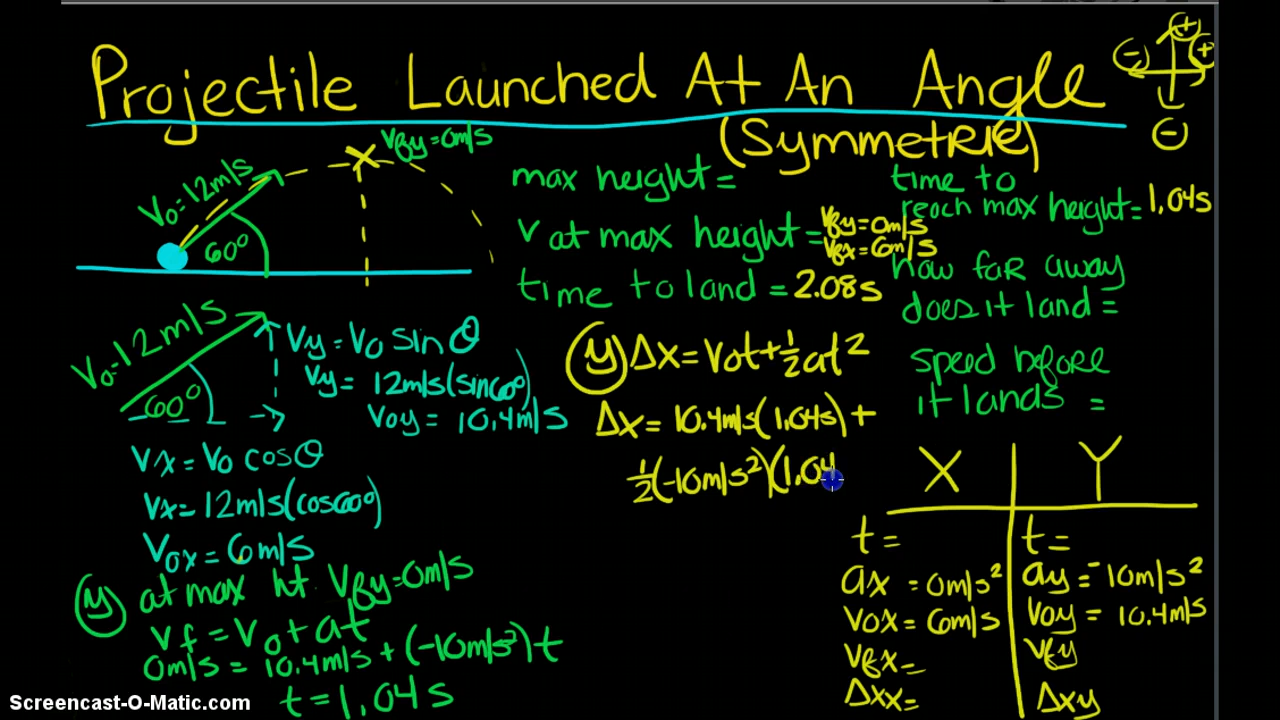 Projectile Launched At An Angle
(Symmetric)
+
-
+
-
Vfy=0m/s
V0=12m/s
60°
max height=
v at max height= Vfy=0m/s
Vfx=6m/s
time to land = 2.08s
time to
reach max height= 1.04s
how far away
does it land=
speed before
it lands =
V0=12m/s
60°
Vy = V0 sin θ
Vy = 12m/s(sin60°)
V0y = 10.4m/s
Vx = V0 cosθ
Vx = 12m/s(cos60°)
V0x = 6m/s
y at max ht Vfy=0m/s
Vf = V0 + at
0m/s = 10.4m/s + (-10m/s²)t
t = 1.04s
y Δx = V0t + 1/2at²
Δx = 10.4m/s(1.04s) +
1/2(-10m/s²)(1.04
X Y
t = t =
ax = 0m/s² ay = -10m/s²
V0x = 6m/s V0y = 10.4m/s
Vfx = Vfy
Δxx = Δxy
Screencast-O-Matic.com